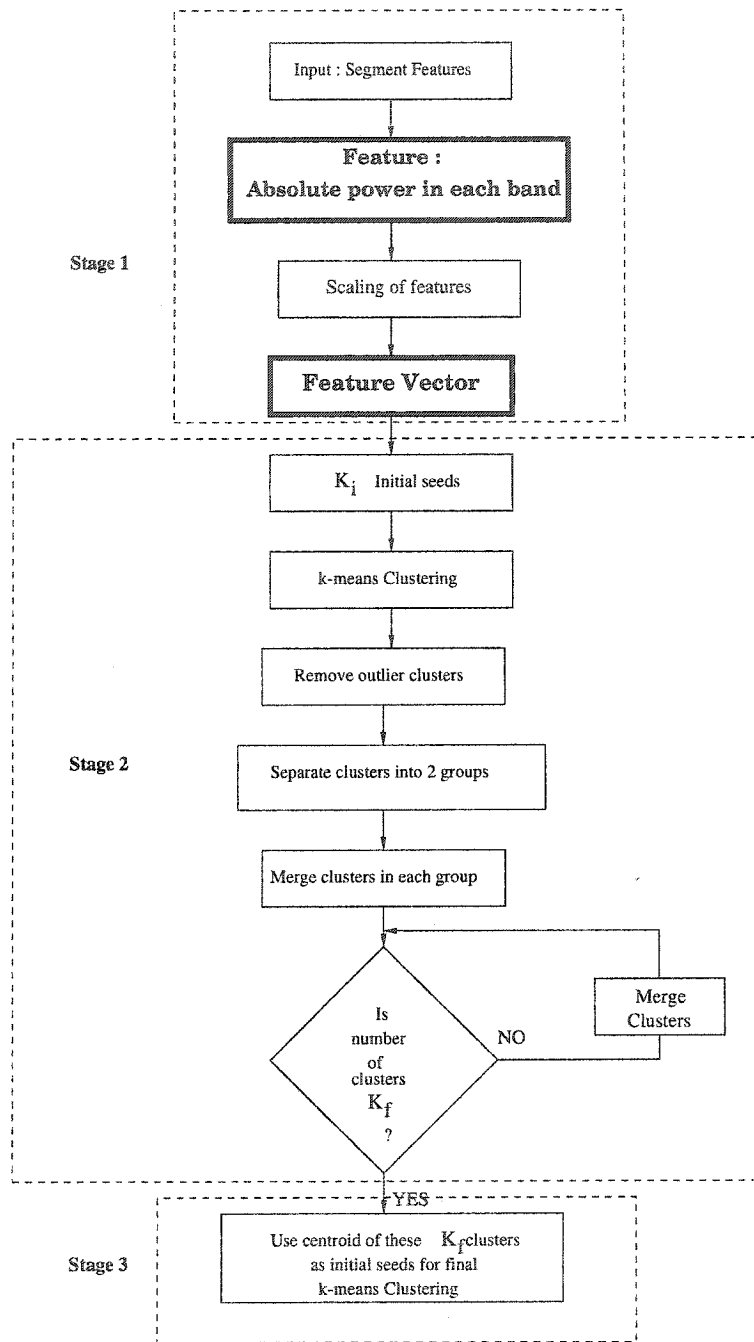 Input : Segment Features
Feature :
Absolute power in each band
Stage 1
Scaling of features
Feature Vector
Ki Initial seeds
k-means Clustering
Remove outlier clusters
Stage 2
Separate clusters into 2 groups
Merge clusters in each group
Is
number
of
clusters
Kf
?
NO
Merge
Clusters
YES
Stage 3
Use centroid of these Kf clusters
as initial seeds for final
k-means Clustering